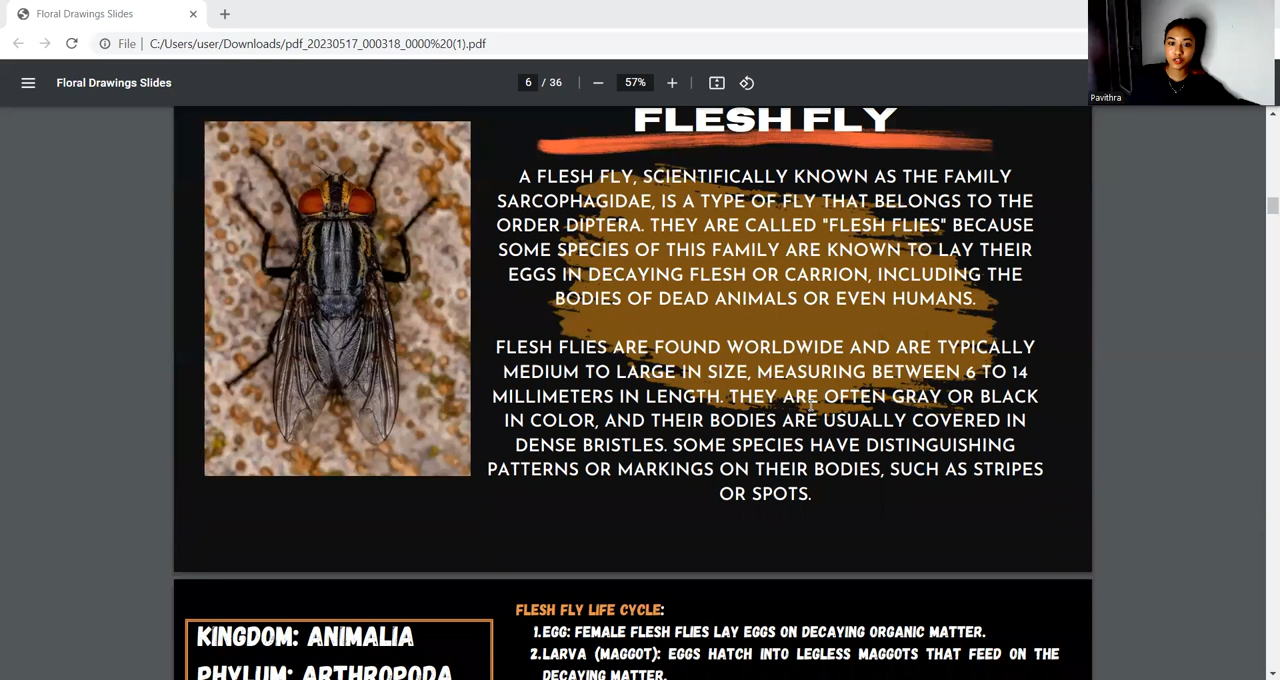 Floral Drawings Slides
File
C:/Users/user/Downloads/pdf_20230517_000318_0000%20(1).pdf
Pavithra
Floral Drawings Slides
6 / 36
57%
FLESH FLY
A FLESH FLY, SCIENTIFICALLY KNOWN AS THE FAMILY
SARCOPHAGIDAE, IS A TYPE OF FLY THAT BELONGS TO THE
ORDER DIPTERA. THEY ARE CALLED "FLESH FLIES" BECAUSE
SOME SPECIES OF THIS FAMILY ARE KNOWN TO LAY THEIR
EGGS IN DECAYING FLESH OR CARRION, INCLUDING THE
BODIES OF DEAD ANIMALS OR EVEN HUMANS.
FLESH FLIES ARE FOUND WORLDWIDE AND ARE TYPICALLY
MEDIUM TO LARGE IN SIZE, MEASURING BETWEEN 6 TO 14
MILLIMETERS IN LENGTH. THEY ARE OFTEN GRAY OR BLACK
IN COLOR, AND THEIR BODIES ARE USUALLY COVERED IN
DENSE BRISTLES. SOME SPECIES HAVE DISTINGUISHING
PATTERNS OR MARKINGS ON THEIR BODIES, SUCH AS STRIPES
OR SPOTS.
KINGDOM: ANIMALIA
PHYLUM: ARTHROPODA
FLESH FLY LIFE CYCLE:
1.EGG: FEMALE FLESH FLIES LAY EGGS ON DECAYING ORGANIC MATTER.
2.LARVA (MAGGOT): EGGS HATCH INTO LEGLESS MAGGOTS THAT FEED ON THE
DECAYING MATTER.